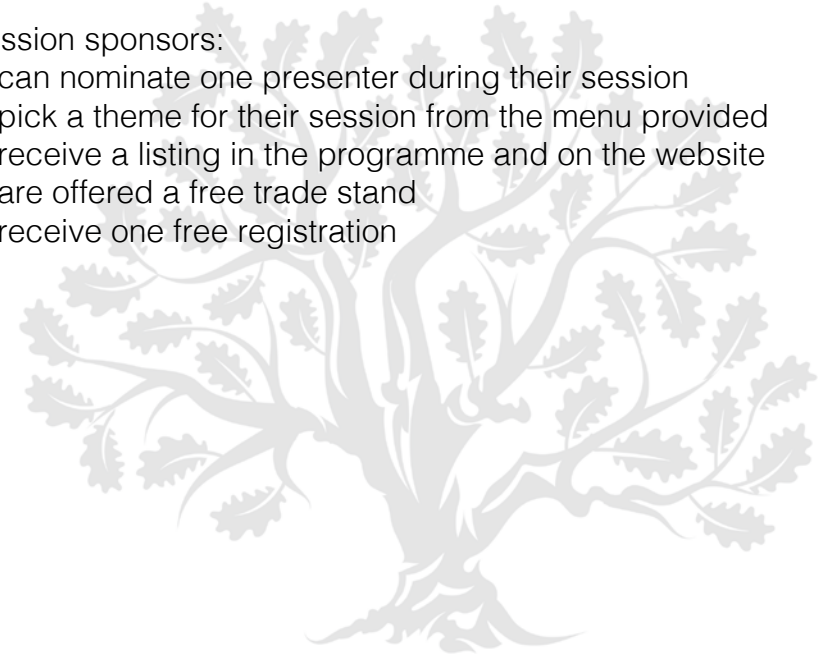 ssion sponsors:
can nominate one presenter during their session
pick a theme for their session from the menu provided
receive a listing in the programme and on the website
are offered a free trade stand
receive one free registration